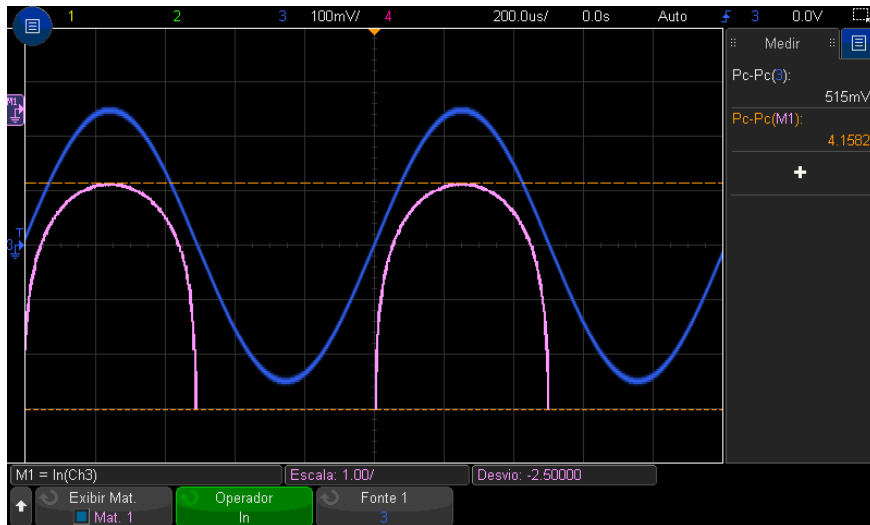 1 2 3 100mV/ 4 200.0us/ 0.0s Auto 3 0.0V
Medir
Pc-Pc(3):
515mV
Pc-Pc(M1):
4.1582
+
M1
T
3
M1 = ln(Ch3) Escala: 1.00/ Desvio: -2.50000
Exibir Mat. Operador Fonte 1
Mat. 1 ln 3